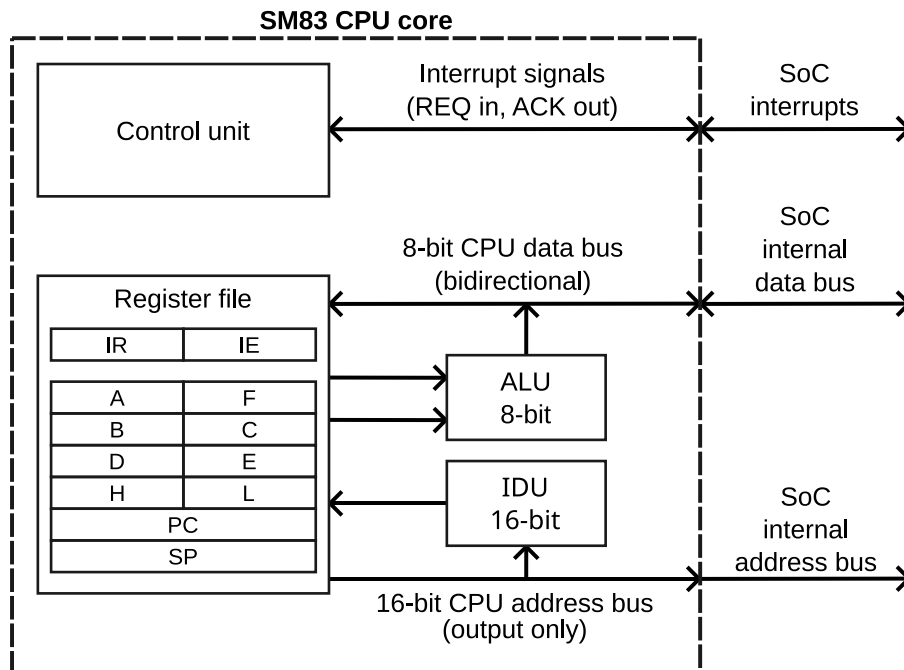 SM83 CPU core
Control unit
Interrupt signals
(REQ in, ACK out)
SoC
interrupts
8-bit CPU data bus
(bidirectional)
SoC
internal
data bus
Register file
IR IE
A F
B C
D E
H L
PC
SP
ALU
8-bit
IDU
16-bit
SoC
internal
address bus
16-bit CPU address bus
(output only)